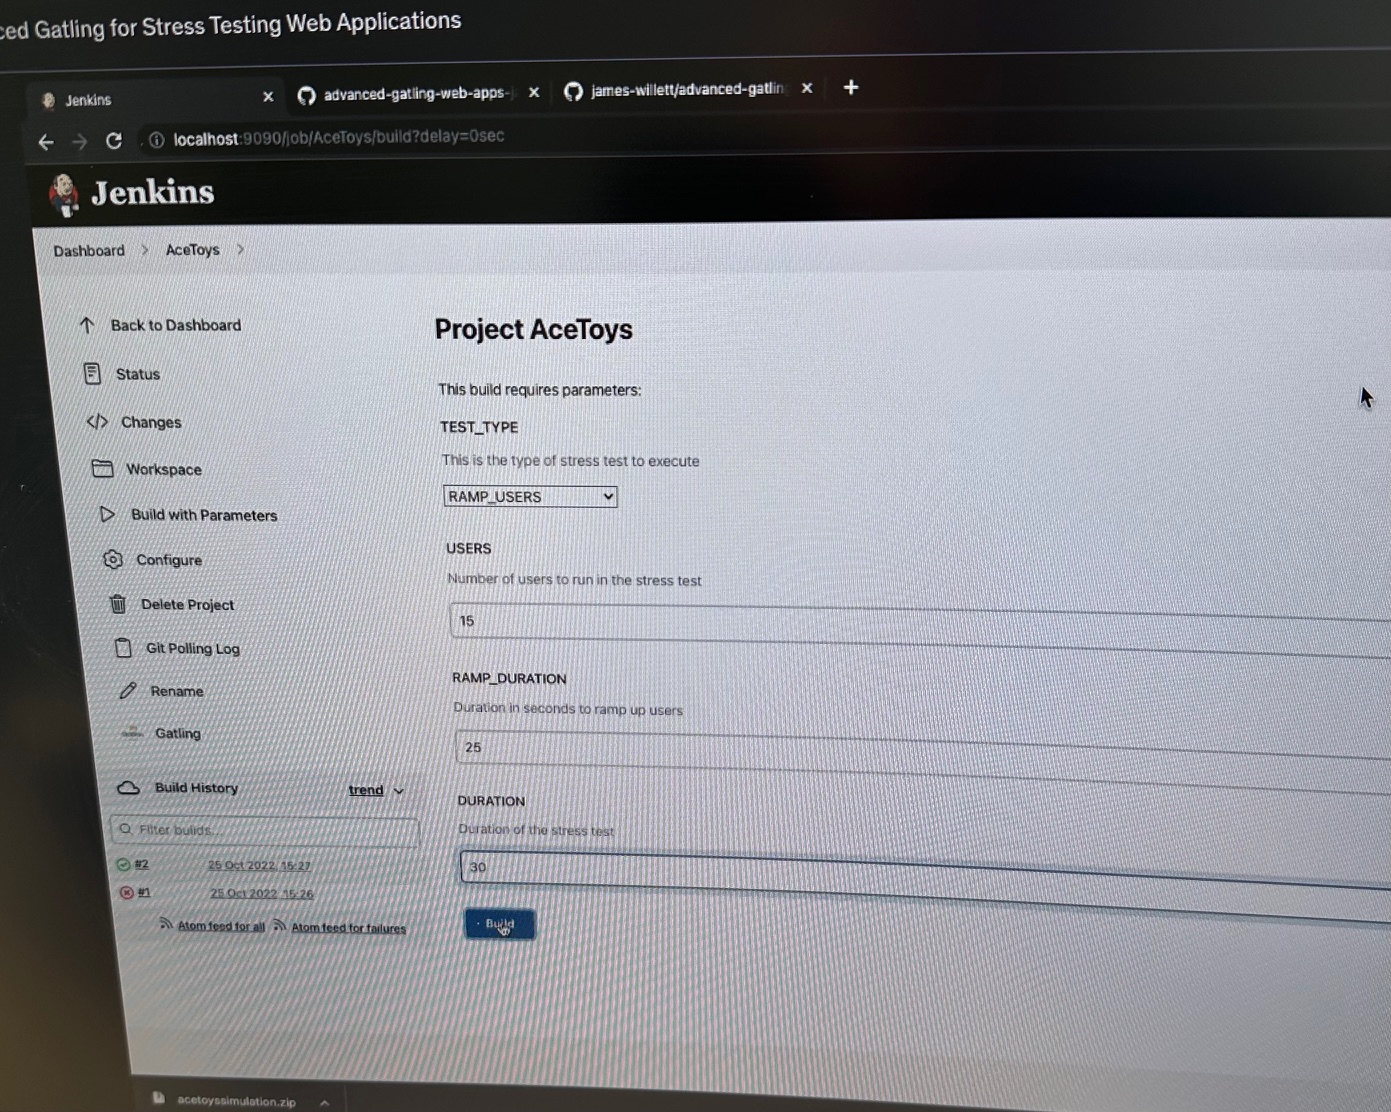 ced Gatling for Stress Testing Web Applications
Jenkins
advanced-gatling-web-apps-j
james-willett/advanced-gatling
localhost:9090/job/AceToys/build?delay=0sec
Jenkins
Dashboard > AceToys >
Back to Dashboard
Status
Changes
Workspace
Build with Parameters
Configure
Delete Project
Git Polling Log
Rename
Gatling
Build History trend
Filter builds...
#2 25 Oct 2022, 15:27
#1 25 Oct 2022, 15:26
Atom feed for all Atom feed for failures
Project AceToys
This build requires parameters:
TEST_TYPE
This is the type of stress test to execute
RAMP_USERS
USERS
Number of users to run in the stress test
15
RAMP_DURATION
Duration in seconds to ramp up users
25
DURATION
Duration of the stress test
30
Build
acetoyssimulation.zip